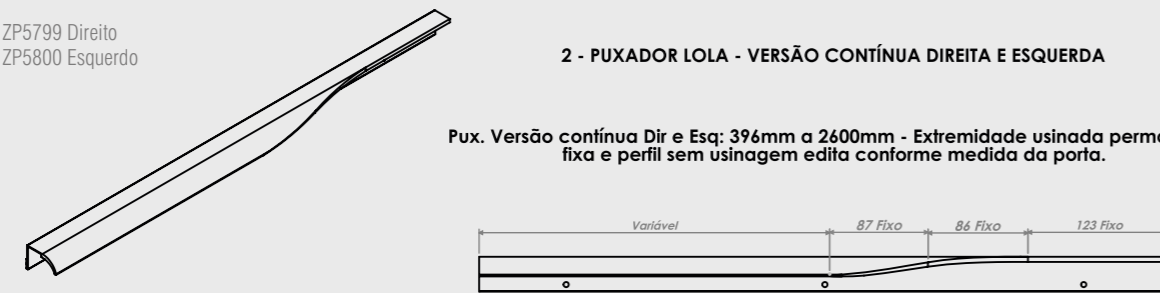 ZP5799 Direito
ZP5800 Esquerdo
2 - PUXADOR LOLA - VERSÃO CONTÍNUA DIREITA E ESQUERDA
Pux. Versão contínua Dir e Esq: 396mm a 2600mm - Extremidade usinada
fixa e perfil sem usinagem edita conforme medida da porta.
Variável
87 Fixo
86 Fixo
123 Fixo